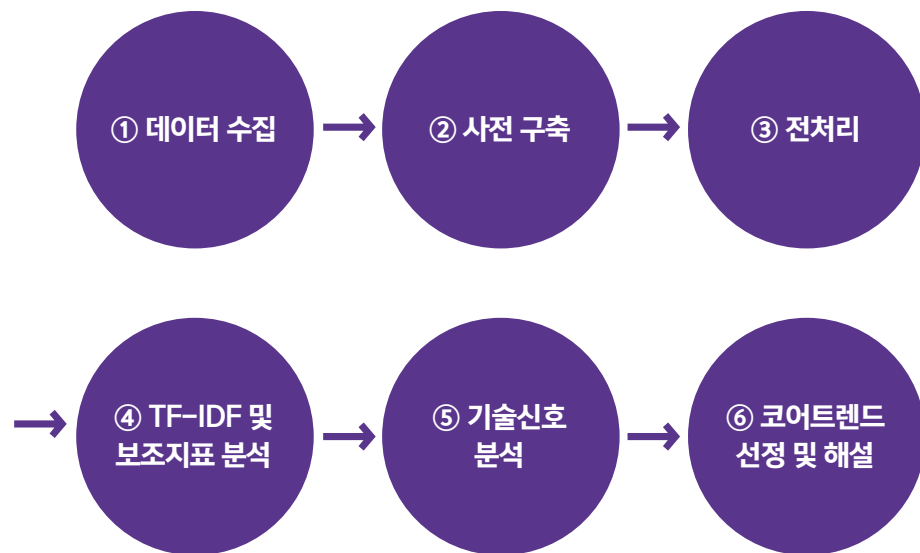 ① 데이터 수집
② 사전 구축
③ 전처리
④ TF-IDF 및
보조지표 분석
⑤ 기술신호
분석
⑥ 코어트렌드
선정 및 해설